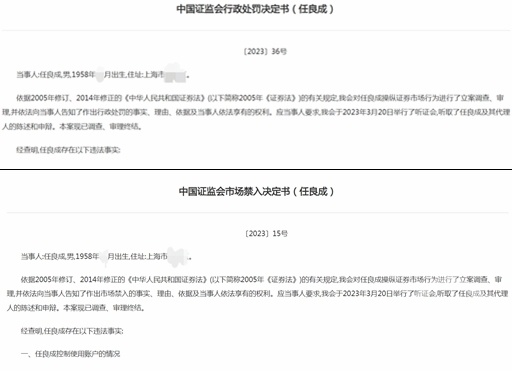 中国证监会行政处罚决定书（任良成）
〔2023〕36号
当事人:任良成,男,1958年 月出生,住址:上海市 。
依据2005年修订、2014年修正的《中华人民共和国证券法》(以下简称2005年《证券法》)的有关规定,我会对任良成操纵证券市场行为进行了立案调查、审
理,并依法向当事人告知了作出行政处罚的事实、理由、依据及当事人依法享有的权利。应当事人要求,我会于2023年3月20日举行了听证会,听取了任良成及其代理
人的陈述和申辩。本案现已调查、审理终结。
经查明,任良成存在以下违法事实:
中国证监会市场禁入决定书（任良成）
〔2023〕15号
当事人:任良成,男,1958年 月出生,住址:上海市 。
依据2005年修订、2014年修正的《中华人民共和国证券法》(以下简称2005年《证券法》)的有关规定,我会对任良成操纵证券市场行为进行了立案调查、审
理,并依法向当事人告知了作出市场禁入的事实、理由、依据及当事人依法享有的权利。应当事人要求,我会于2023年3月20日举行了听证会,听取了任良成及其代理人
的陈述和申辩。本案现已调查、审理终结。
经查明,任良成存在以下违法事实:
一、任良成控制使用账户的情况